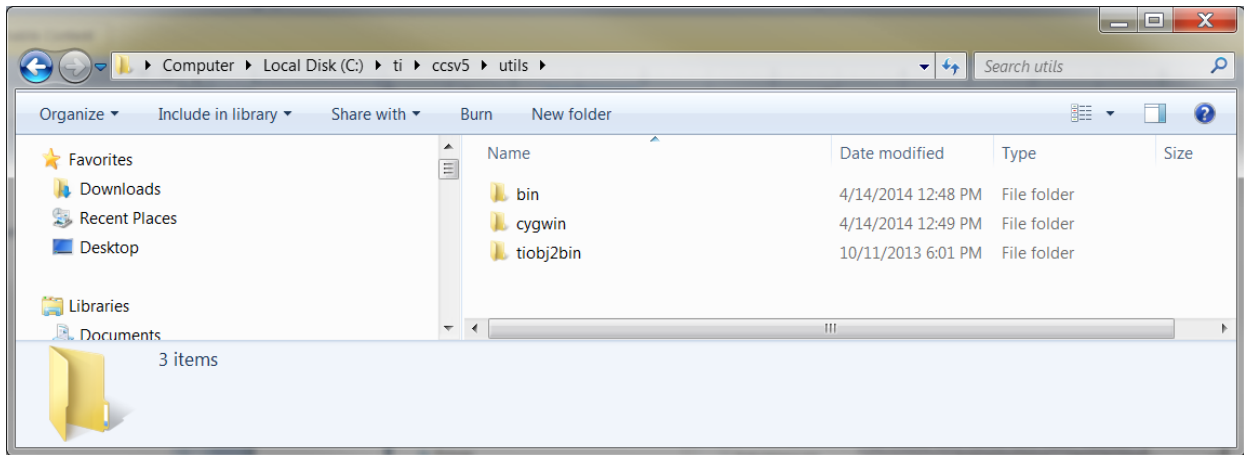 Computer Local Disk (C:) ti ccsv5 utils Search utils
Organize Include in library Share with Burn New folder
Favorites
Downloads
Recent Places
Desktop
Libraries
Documents
Name Date modified Type Size
bin 4/14/2014 12:48 PM File folder
cygwin 4/14/2014 12:49 PM File folder
tiobj2bin 10/11/2013 6:01 PM File folder
3 items